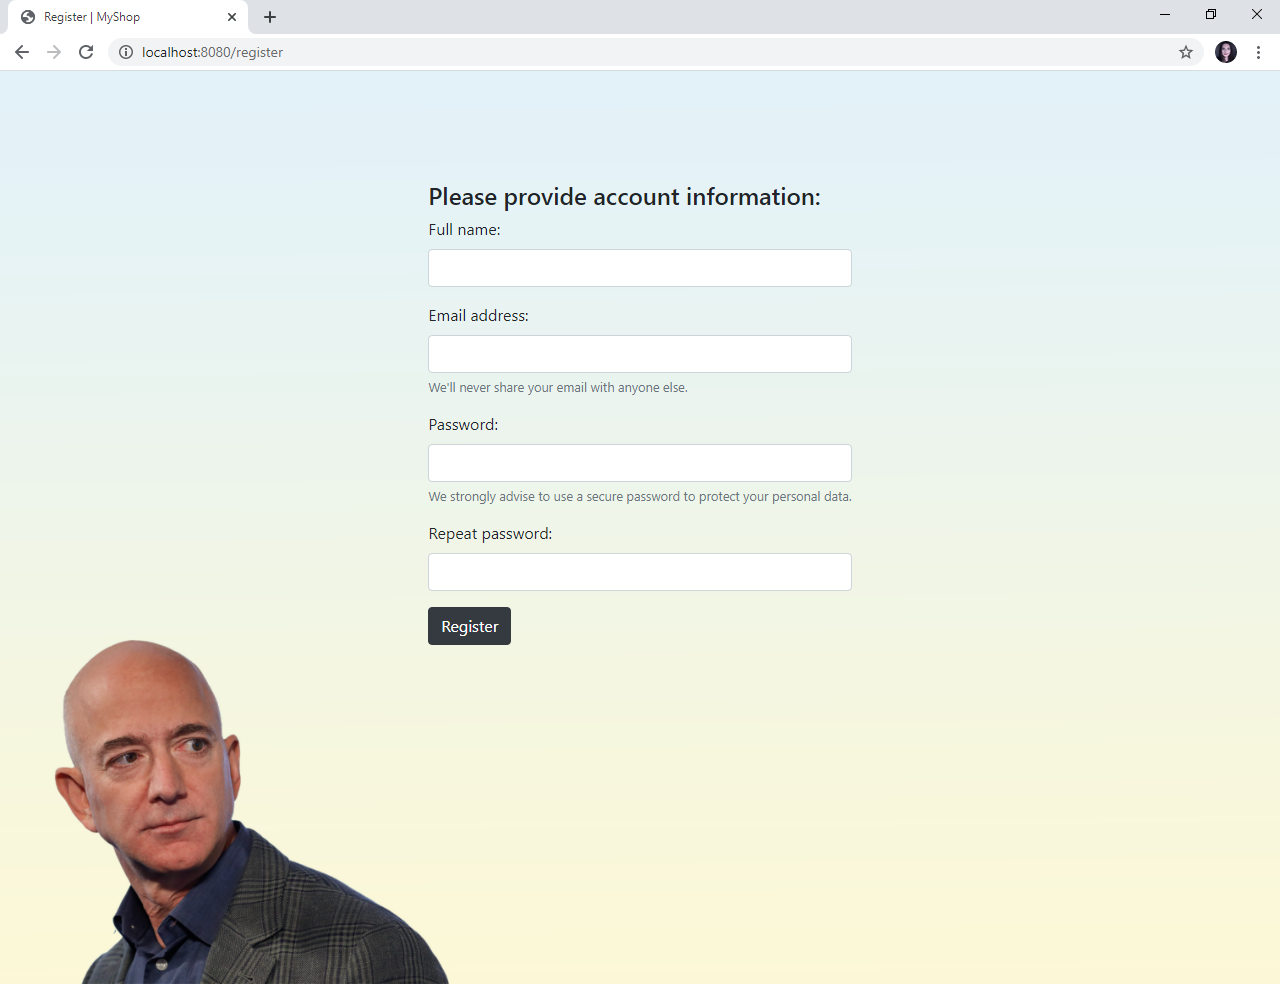 Register | MyShop
localhost:8080/register
Please provide account information:
Full name:
Email address:
We'll never share your email with anyone else.
Password:
We strongly advise to use a secure password to protect your personal data.
Repeat password:
Register